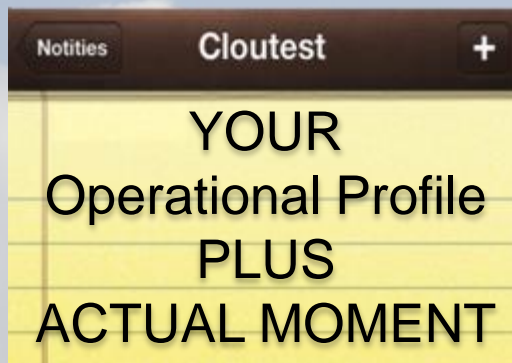 Notities Cloutest +
YOUR
Operational Profile
PLUS
ACTUAL MOMENT